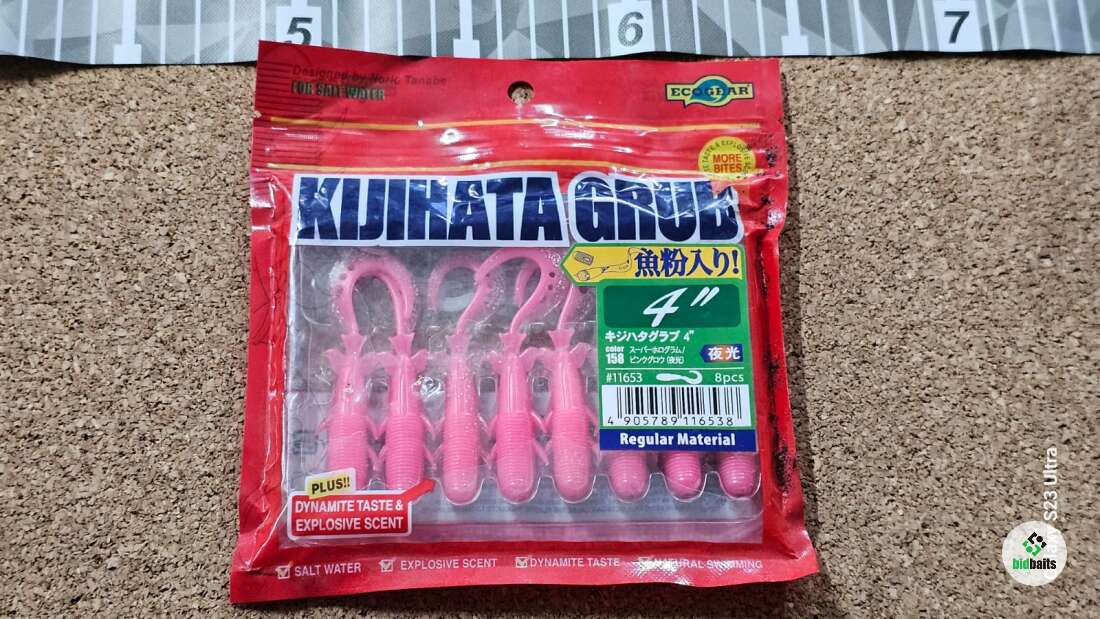 5
6
7
Designed by Norio Tanabe
FOR SALT WATER
ECOGEAR
MORE
BITES
KIJIHATA GRUB
魚粉入り!
4"
キジハタグラブ 4"
color
158
スーパーホログラム/
ピンクグロウ(夜光)
夜光
#11653
8pcs
4 905789 116538
Regular Material
PLUS!!
DYNAMITE TASTE &
EXPLOSIVE SCENT
SALT WATER
EXPLOSIVE SCENT
DYNAMITE TASTE
NATURAL SWIMMING
S23 Ultra
bidbaits